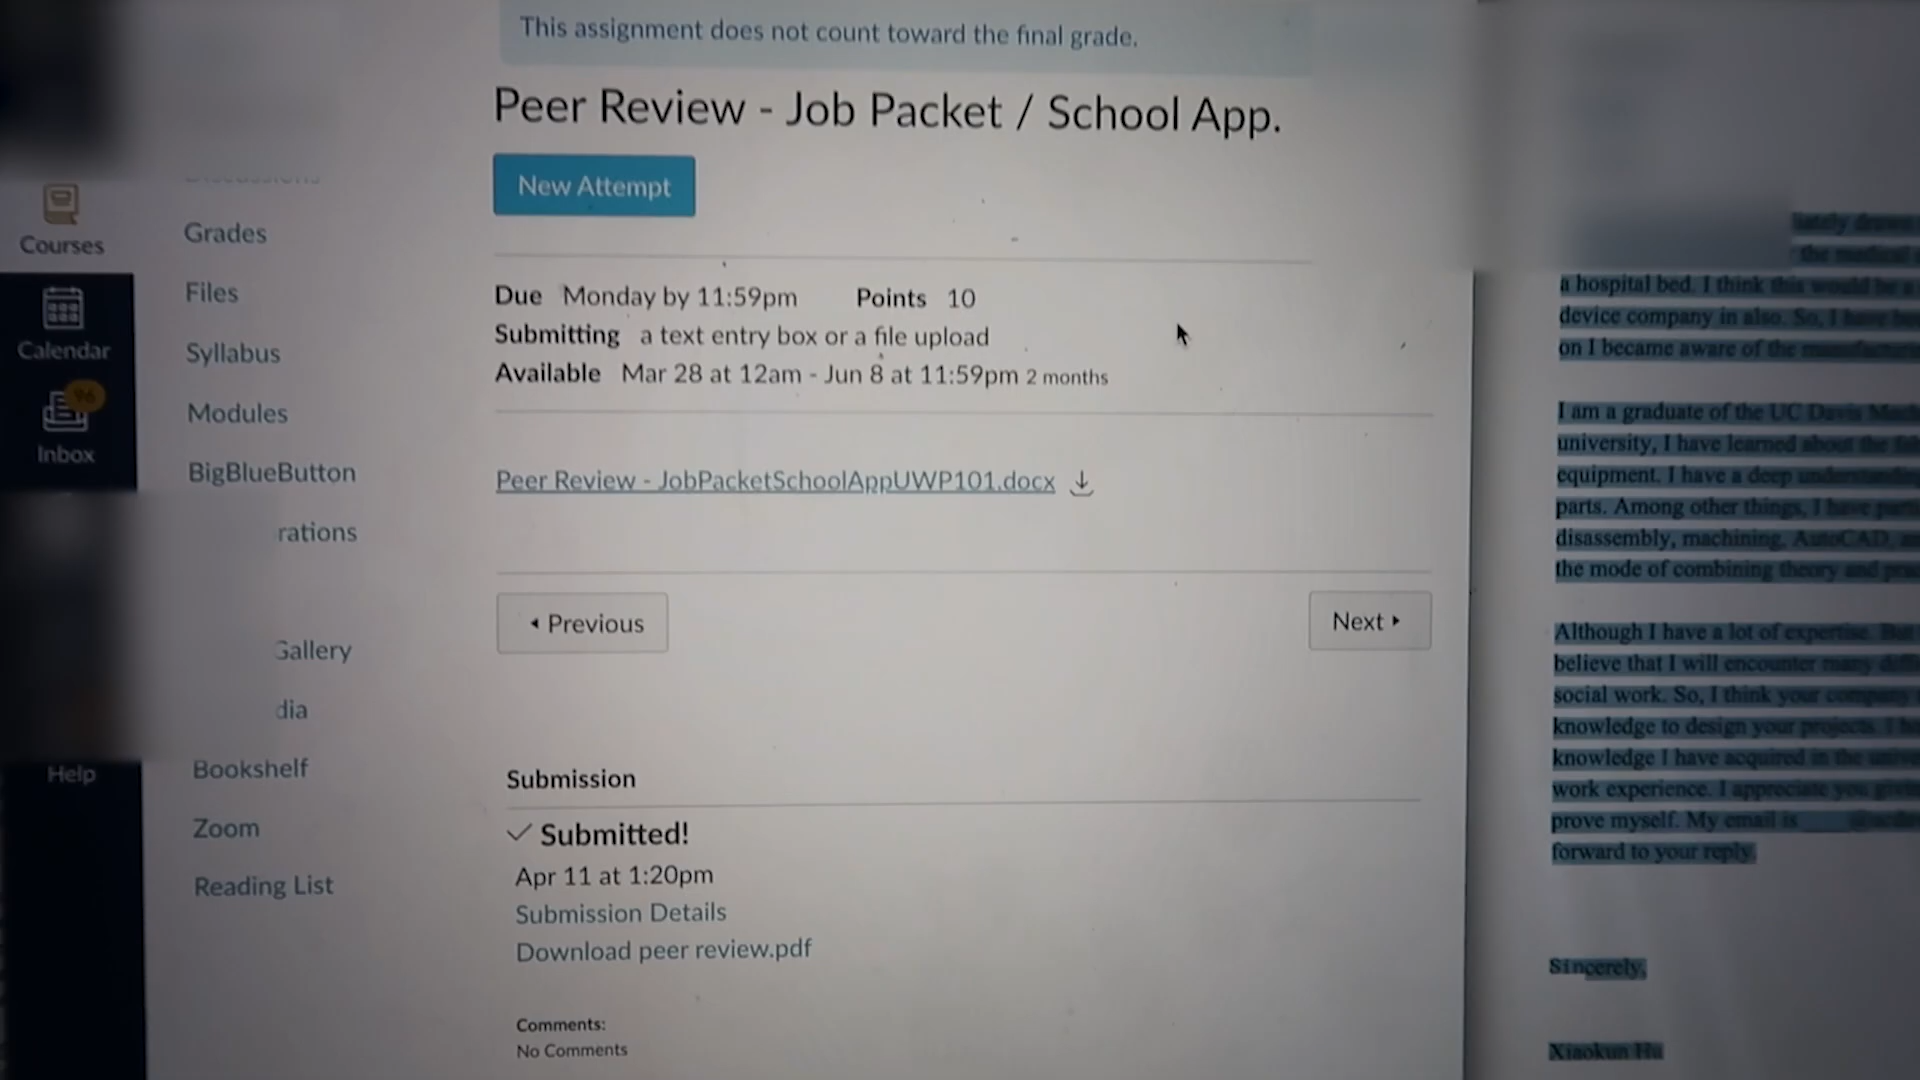 This assignment does not count toward the final grade.
Peer Review - Job Packet / School App.
New Attempt
Courses
Calendar
96
Inbox
Help
Grades
Files
Syllabus
Modules
BigBlueButton
rations
Gallery
dia
Bookshelf
Zoom
Reading List
Due Monday by 11:59pm Points 10
Submitting a text entry box or a file upload
Available Mar 28 at 12am - Jun 8 at 11:59pm 2 months
Peer Review - JobPacketSchoolAppUWP101.docx
Previous
Next
Submission
Submitted!
Apr 11 at 1:20pm
Submission Details
Download peer review.pdf
Comments:
No Comments
the medical
a hospital bed. I think this would be a
device company in also. So, I have
on I became aware of the
I am a graduate of the UC Davis
university, I have learned about the
equipment. I have a deep understanding
parts. Among other things, I have
disassembly, machining, AutoCAD,
the mode of combining theory and
Although I have a lot of expertise. But
believe that I will encounter many
social work. So, I think your company
knowledge to design your projects. I
knowledge I have acquired in the
work experience. I appreciate you
prove myself. My email is
forward to your reply.
Sincerely,
Xiaokun Hu